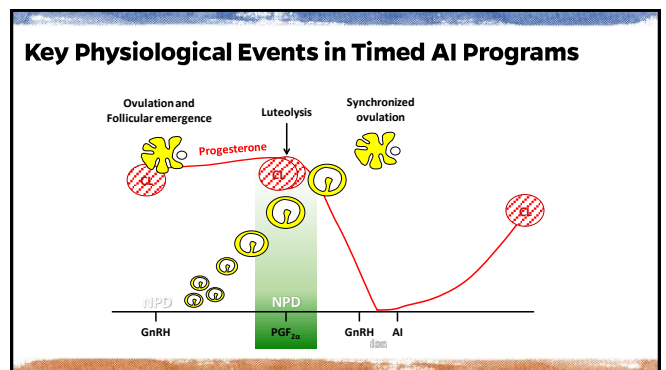 Key Physiological Events in Timed AI Programs
Ovulation and
Follicular emergence
Luteolysis
Synchronized
ovulation
Progesterone
CL
CL
CL
NPD
NPD
GnRH
PGF2α
GnRH
AI